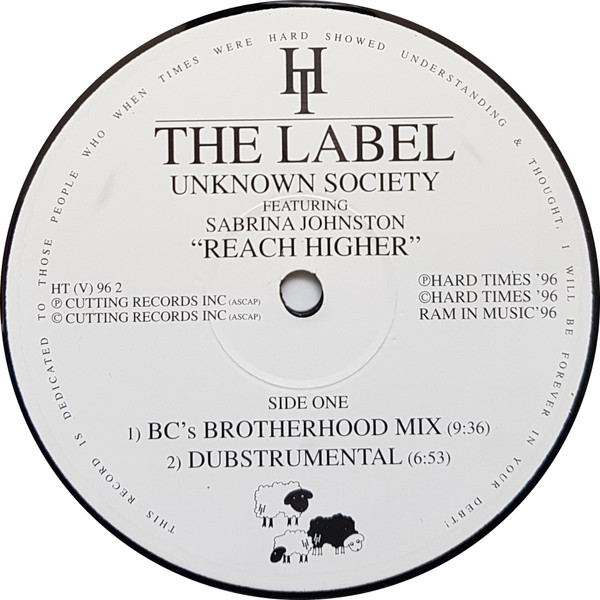 THIS RECORD IS DEDICATED TO THOSE PEOPLE WHO WHEN TIMES WERE HARD SHOWED UNDERSTANDING & THOUGHT. I WILL BE FOREVER IN YOUR DEBT!
HT
THE LABEL
UNKNOWN SOCIETY
FEATURING
SABRINA JOHNSTON
“REACH HIGHER”
HT (V) 96 2
℗ CUTTING RECORDS INC (ASCAP)
© CUTTING RECORDS INC (ASCAP)
℗HARD TIMES '96
©HARD TIMES '96
RAM IN MUSIC'96
SIDE ONE
1) BC's BROTHERHOOD MIX (9:36)
2) DUBSTRUMENTAL (6:53)